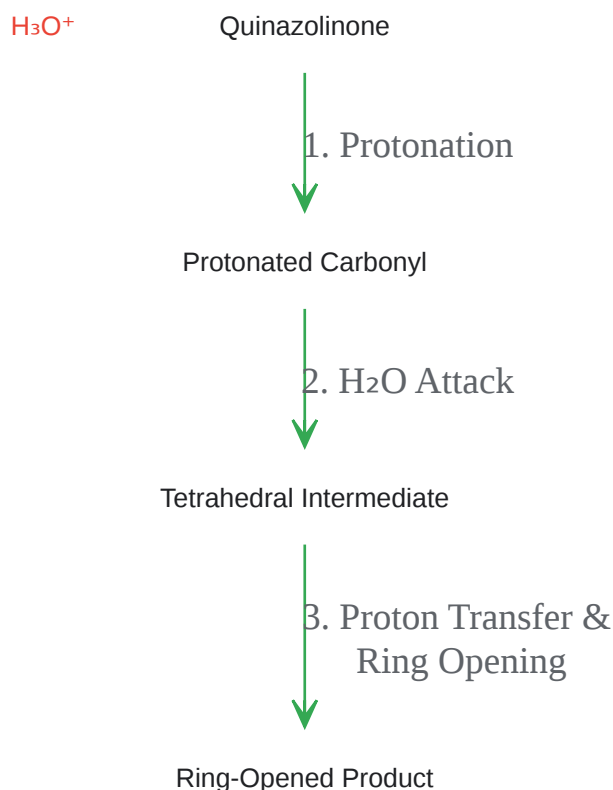 H₃O⁺ Quinazolinone
1. Protonation
Protonated Carbonyl
2. H₂O Attack
Tetrahedral Intermediate
3. Proton Transfer &
Ring Opening
Ring-Opened Product